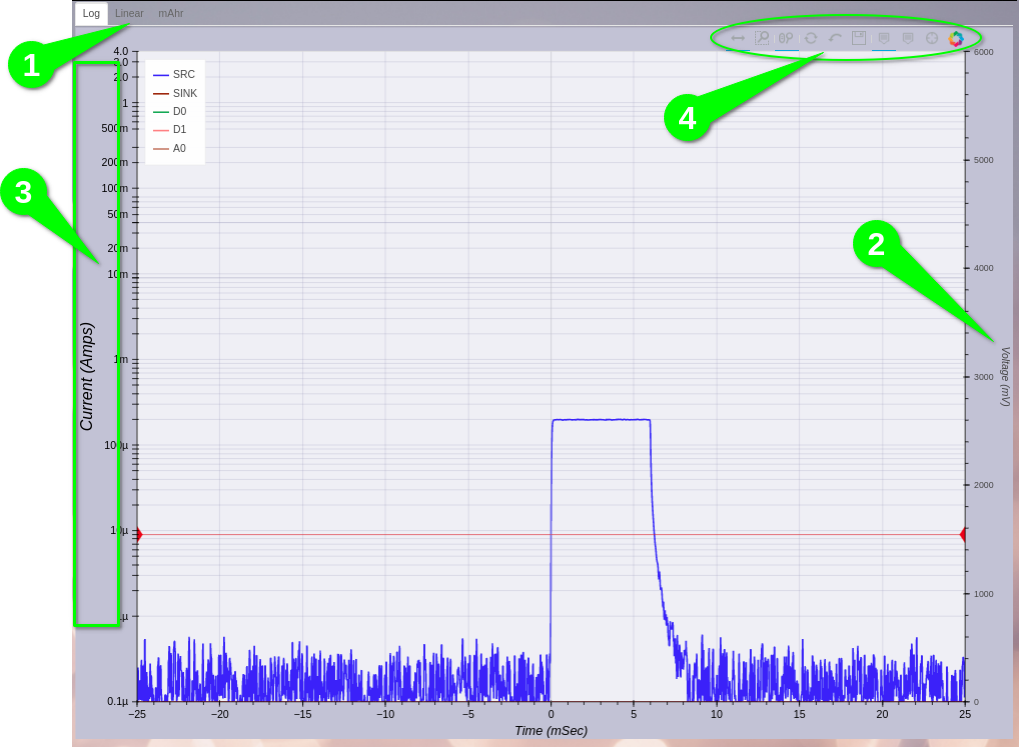 Log Linear mAhr
1
4
3
2
4.0
3.0
2.0
1
500m
200m
100m
50m
20m
10m
1m
100µ
10µ
1µ
0.1µ
Current (Amps)
SRC
SINK
D0
D1
A0
6000
5000
4000
3000
2000
1000
0
Voltage (mV)
−25 −20 −15 −10 −5 0 5 10 15 20 25
Time (mSec)